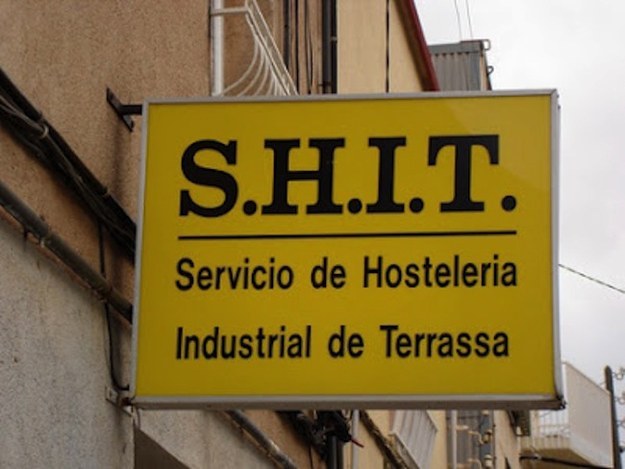 S.H.I.T.
Servicio de Hosteleria
Industrial de Terrassa